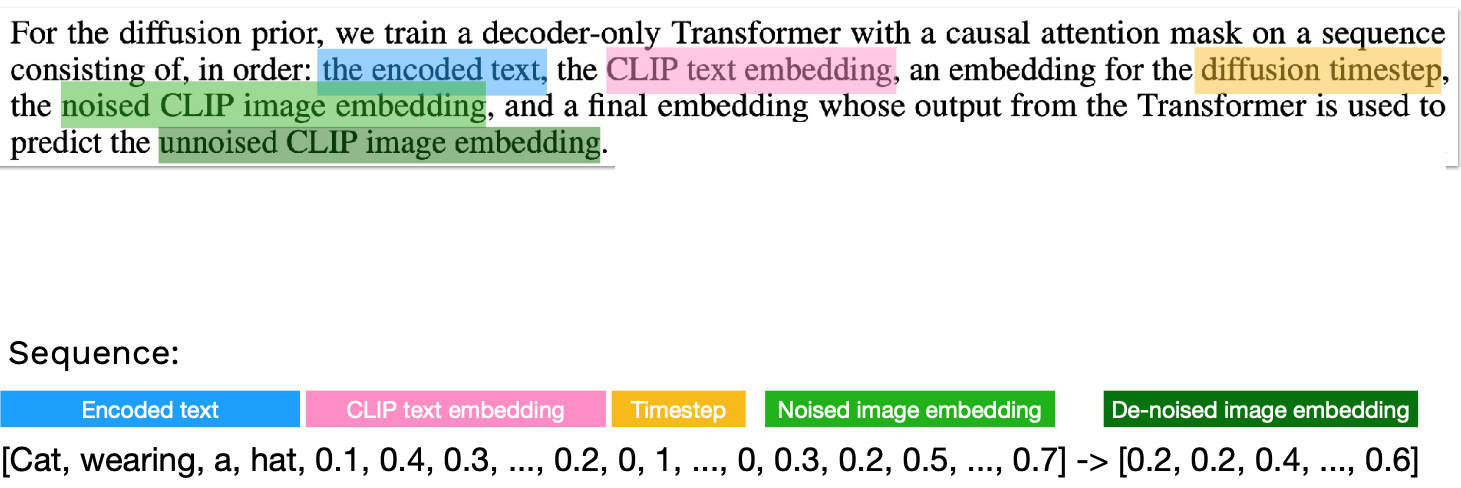 For the diffusion prior, we train a decoder-only Transformer with a causal attention mask on a sequence
consisting of, in order: the encoded text, the CLIP text embedding, an embedding for the diffusion timestep,
the noised CLIP image embedding, and a final embedding whose output from the Transformer is used to
predict the unnoised CLIP image embedding.
Sequence:
Encoded text CLIP text embedding Timestep Noised image embedding De-noised image embedding
[Cat, wearing, a, hat, 0.1, 0.4, 0.3, ..., 0.2, 0, 1, ..., 0, 0.3, 0.2, 0.5, ..., 0.7] -> [0.2, 0.2, 0.4, ..., 0.6]